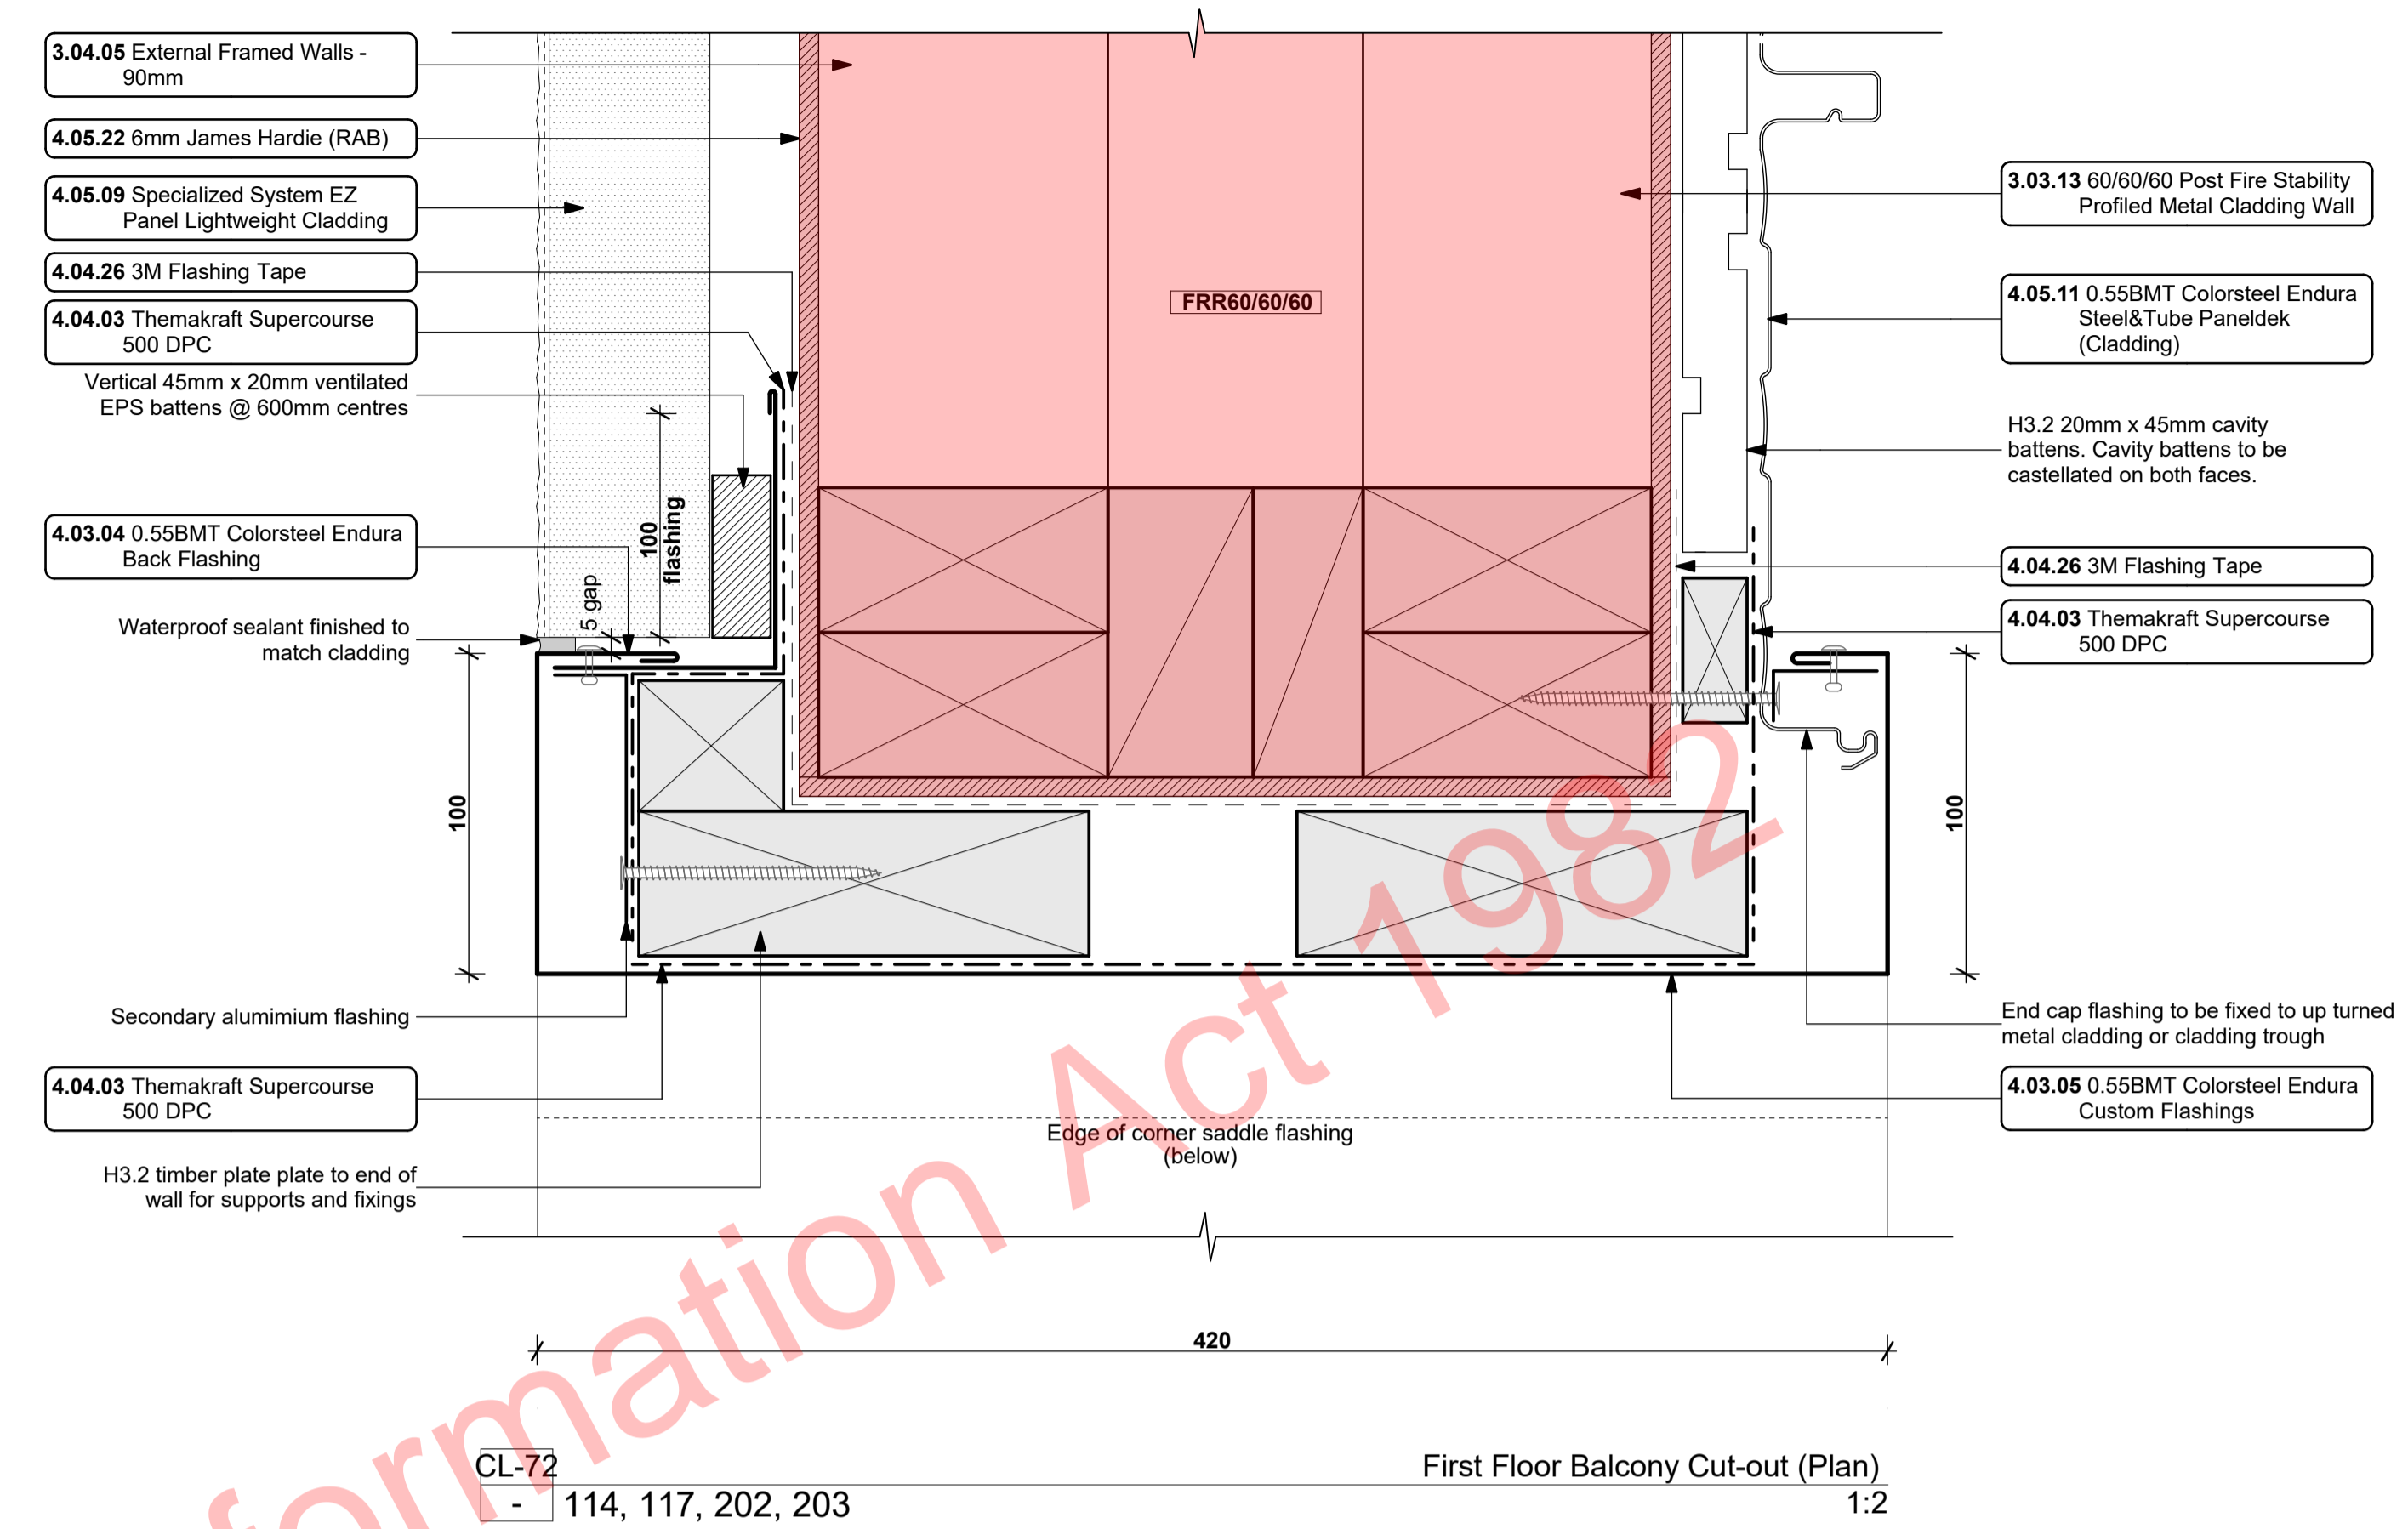 3.04.05 External Framed Walls -
90mm
4.05.22 6mm James Hardie (RAB)
4.05.09 Specialized System EZ
Panel Lightweight Cladding
4.04.26 3M Flashing Tape
4.04.03 Themakraft Supercourse
500 DPC
Vertical 45mm x 20mm ventilated
EPS battens @ 600mm centres
4.03.04 0.55BMT Colorsteel Endura
Back Flashing
Waterproof sealant finished to
match cladding
Secondary alumimium flashing
4.04.03 Themakraft Supercourse
500 DPC
H3.2 timber plate plate to end of
wall for supports and fixings
100
flashing
5 gap
100
FRR60/60/60
3.03.13 60/60/60 Post Fire Stability
Profiled Metal Cladding Wall
4.05.11 0.55BMT Colorsteel Endura
Steel&Tube Paneldek
(Cladding)
H3.2 20mm x 45mm cavity
battens. Cavity battens to be
castellated on both faces.
4.04.26 3M Flashing Tape
4.04.03 Themakraft Supercourse
500 DPC
100
End cap flashing to be fixed to up turned
metal cladding or cladding trough
4.03.05 0.55BMT Colorsteel Endura
Custom Flashings
Edge of corner saddle flashing
(below)
420
CL-72
First Floor Balcony Cut-out (Plan)
-
114, 117, 202, 203
1:2
formation Act 1982